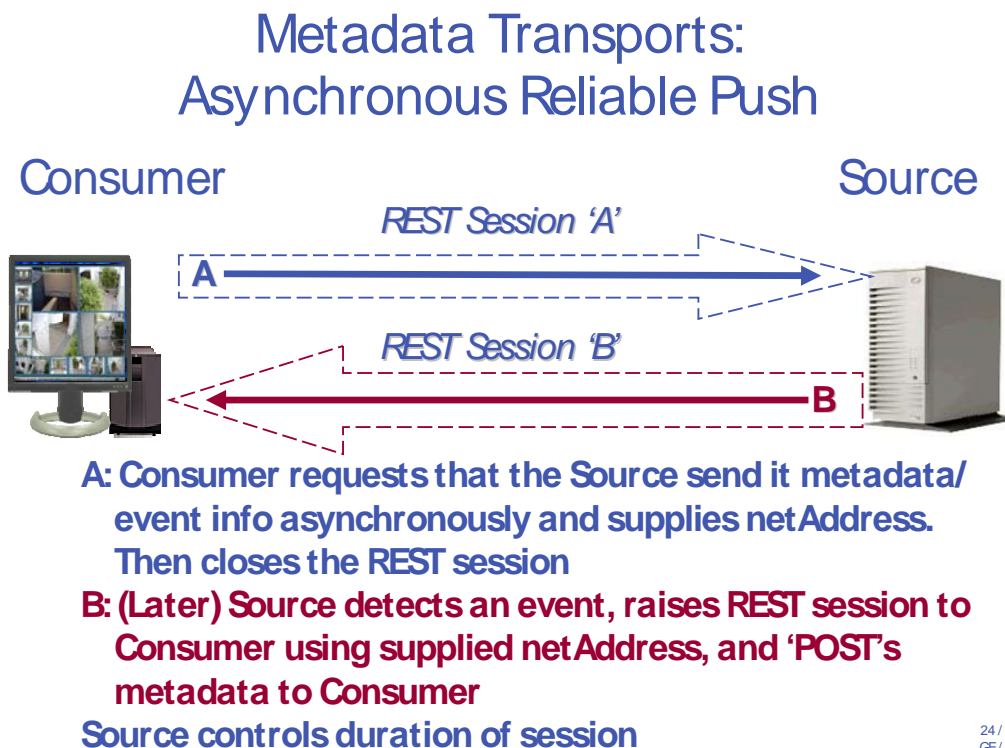 Metadata Transports:
Asynchronous Reliable Push
Consumer
Source
REST Session ‘A’
A
REST Session ‘B’
B
A: Consumer requests that the Source send it metadata/
event info asynchronously and supplies netAddress.
Then closes the REST session
B: (Later) Source detects an event, raises REST session to
Consumer using supplied netAddress, and ‘POST’s
metadata to Consumer
Source controls duration of session
24 /
GE /